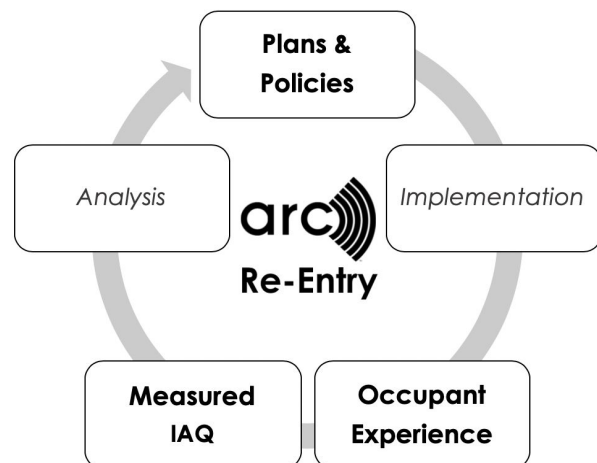 Plans &
Policies
Analysis
Implementation
arc
Re-Entry
Measured
IAQ
Occupant
Experience